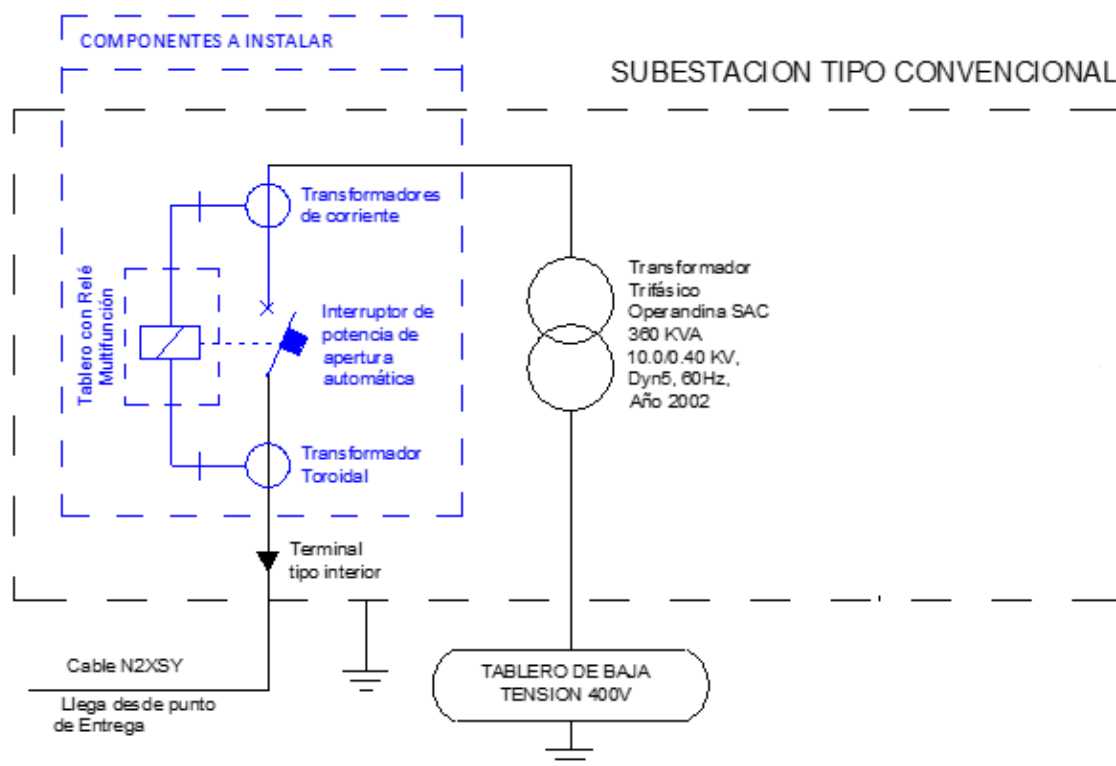 COMPONENTES A INSTALAR
SUBESTACION TIPO CONVENCIONAL
Transformadores
de corriente
Tablero con Relé
Multifunción
Interruptor de
potencia de
apertura
automática
Transformador
Trifásico
Operandina SAC
360 KVA
10.0/0.40 KV,
Dyn5, 60Hz,
Año 2002
Transformador
Toroidal
Terminal
tipo interior
Cable N2XSY
Llega desde punto
de Entrega
TABLERO DE BAJA
TENSION 400V